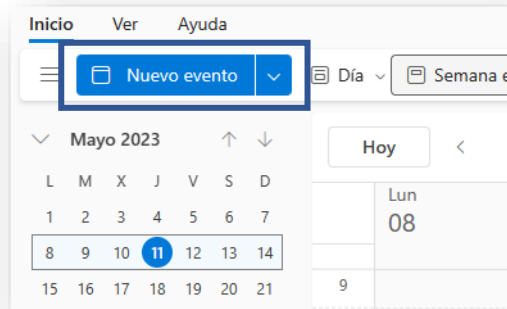 Inicio Ver Ayuda
Nuevo evento Día Semana
Mayo 2023 Hoy
L M X J V S D
Lun
1 2 3 4 5 6 7
08
8 9 10 11 12 13 14
15 16 17 18 19 20 21
9